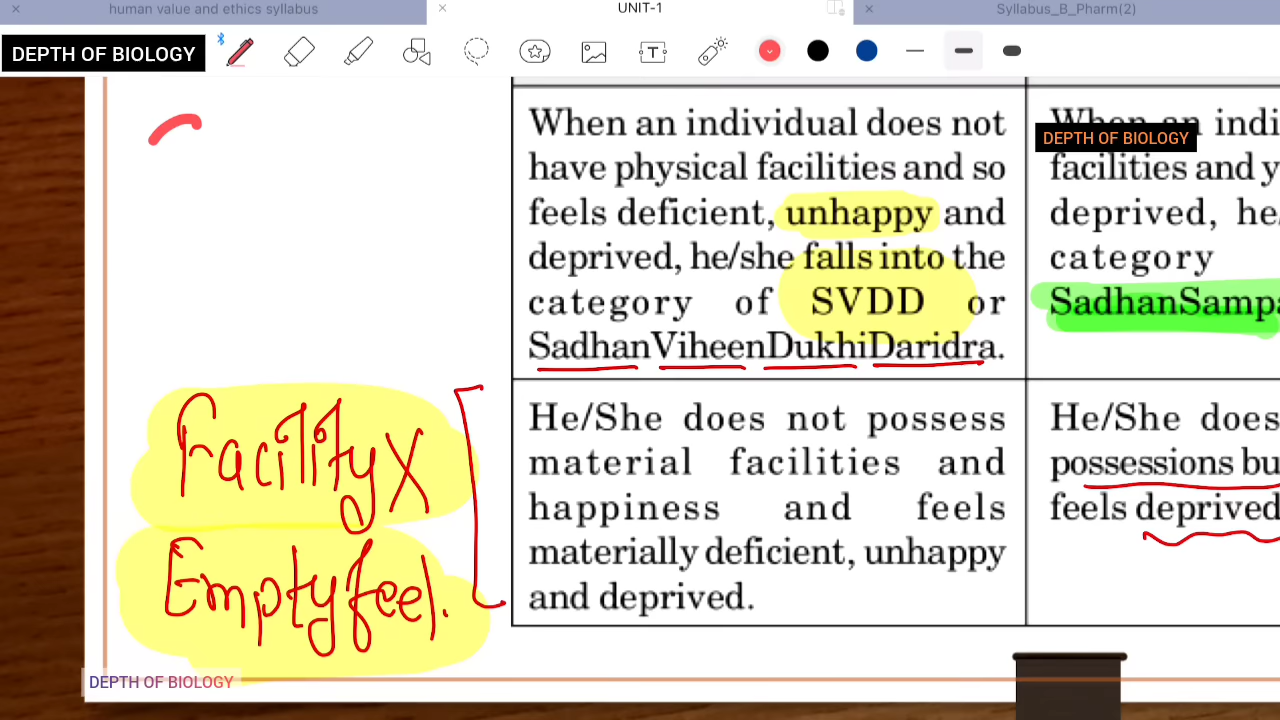 human value and ethics syllabus
UNIT-1
Syllabus_B_Pharm(2)
DEPTH OF BIOLOGY
When an individual does not
have physical facilities and so
feels deficient, unhappy and
deprived, he/she falls into the
category of SVDD or
SadhanViheenDukhiDaridra.
When an indi
DEPTH OF BIOLOGY
facilities and y
deprived, he/
category
SadhanSampa
Facility X
Empty feel.
He/She does not possess
material facilities and
happiness and feels
materially deficient, unhappy
and deprived.
He/She does
possessions bu
feels deprived
DEPTH OF BIOLOGY